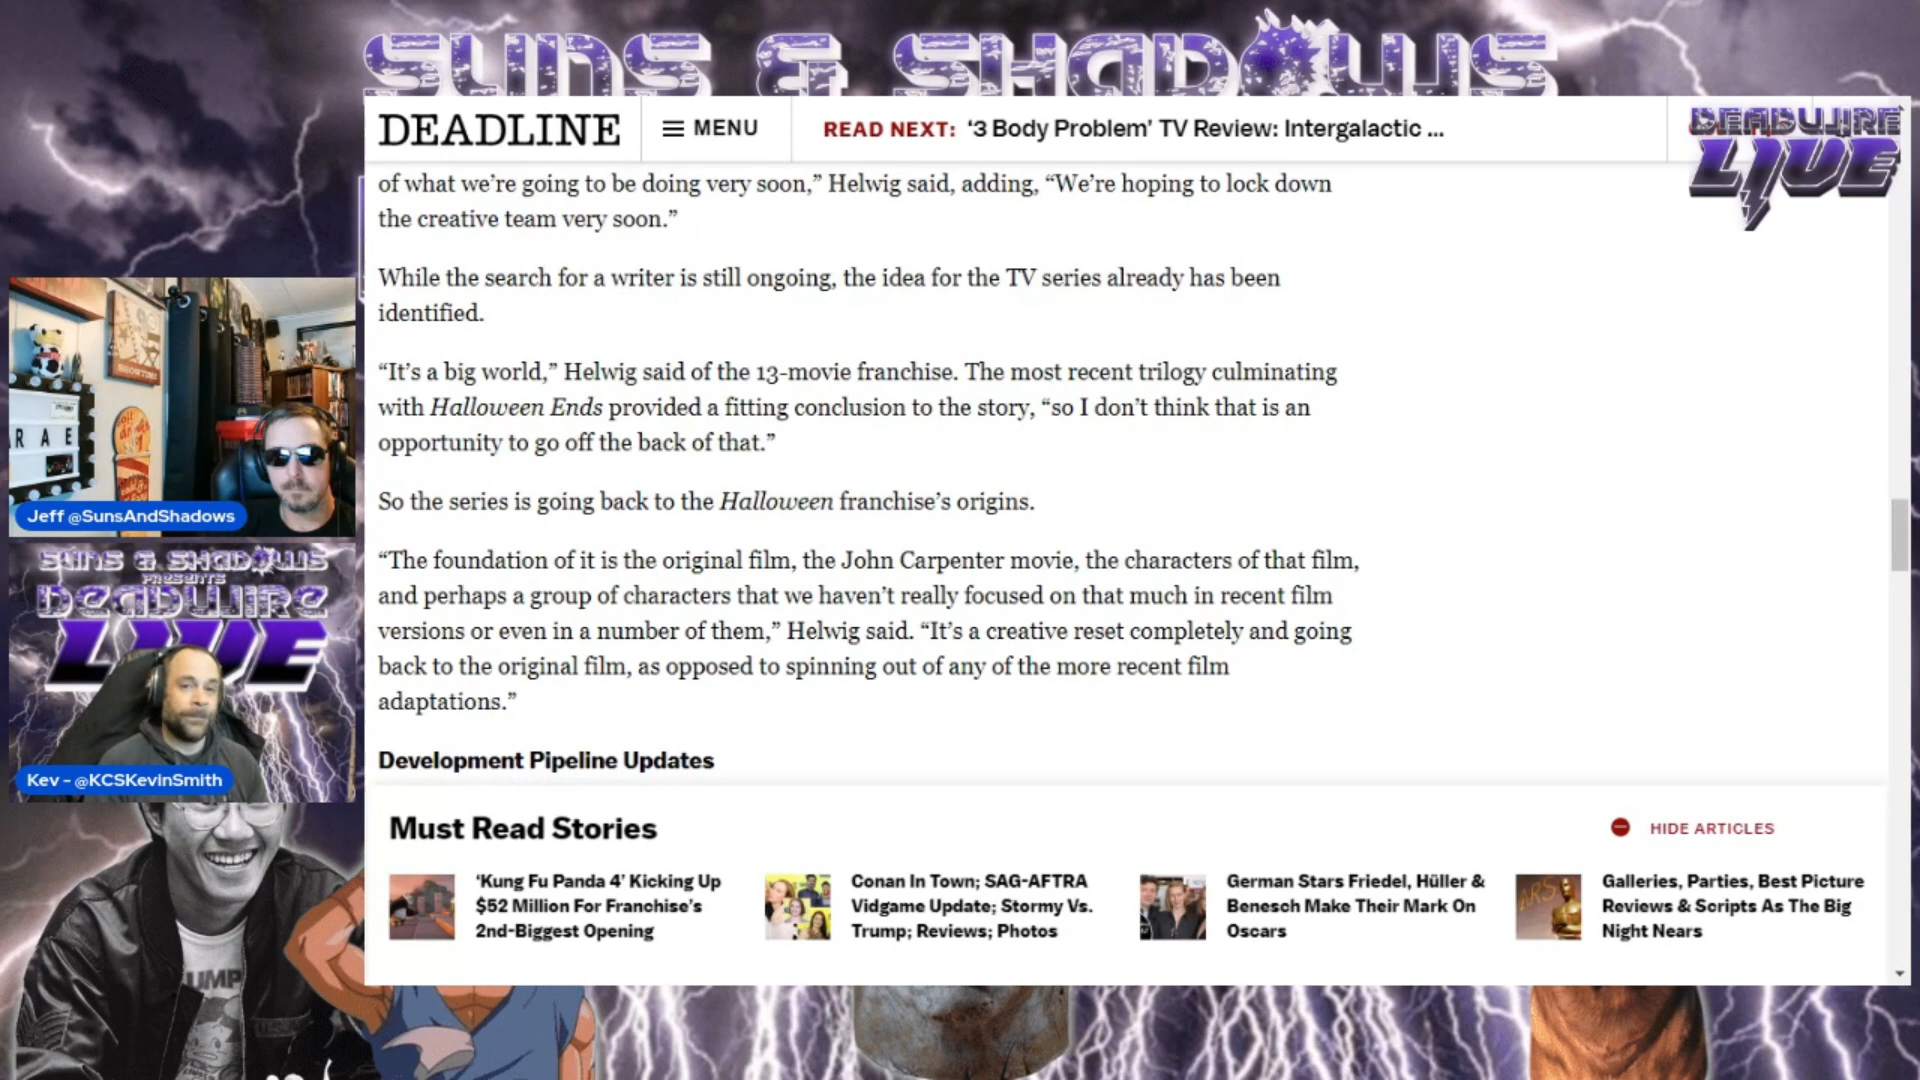 SUNS & SHADOWS
DEADLINE
MENU
READ NEXT: ‘3 Body Problem’ TV Review: Intergalactic ...
DEADWIRE
LIVE
of what we’re going to be doing very soon,” Helwig said, adding, “We’re hoping to lock down
the creative team very soon.”
While the search for a writer is still ongoing, the idea for the TV series already has been
identified.
“It’s a big world,” Helwig said of the 13-movie franchise. The most recent trilogy culminating
with Halloween Ends provided a fitting conclusion to the story, “so I don’t think that is an
opportunity to go off the back of that.”
So the series is going back to the Halloween franchise’s origins.
“The foundation of it is the original film, the John Carpenter movie, the characters of that film,
and perhaps a group of characters that we haven’t really focused on that much in recent film
versions or even in a number of them,” Helwig said. “It’s a creative reset completely and going
back to the original film, as opposed to spinning out of any of the more recent film
adaptations.”
Development Pipeline Updates
Must Read Stories
HIDE ARTICLES
‘Kung Fu Panda 4’ Kicking Up
$52 Million For Franchise’s
2nd-Biggest Opening
Conan In Town; SAG-AFTRA
Vidgame Update; Stormy Vs.
Trump; Reviews; Photos
German Stars Friedel, Hüller &
Benesch Make Their Mark On
Oscars
Galleries, Parties, Best Picture
Reviews & Scripts As The Big
Night Nears
SHOWTIME
RAE
Jeff @SunsAndShadows
SUNS & SHADOWS
PRESENTS
DEADWIRE
LIVE
Kev - @KCSKevinSmith
UMP